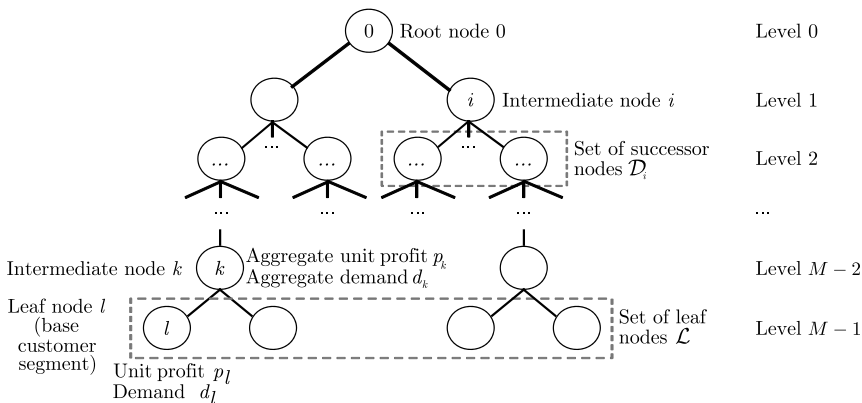 0 Root node 0 Level 0
i Intermediate node i Level 1
...
... ... ... ... Set of successor Level 2
nodes 𝒟ᵢ
... ... ... ... ...
Intermediate node k k Aggregate unit profit pₖ Level M − 2
Aggregate demand dₖ
Leaf node l
(base
customer
segment)
l
Set of leaf
nodes ℒ
Level M − 1
Unit profit pₗ
Demand dₗ